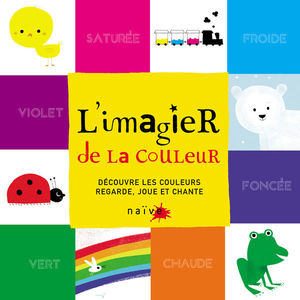 SATURÉE
FROIDE
VIOLET
L'imagieR
de La couLeuR
DÉCOUVRE LES COULEURS
REGARDE, JOUE ET CHANTE
naïve
FONCÉE
VERT
CHAUDE